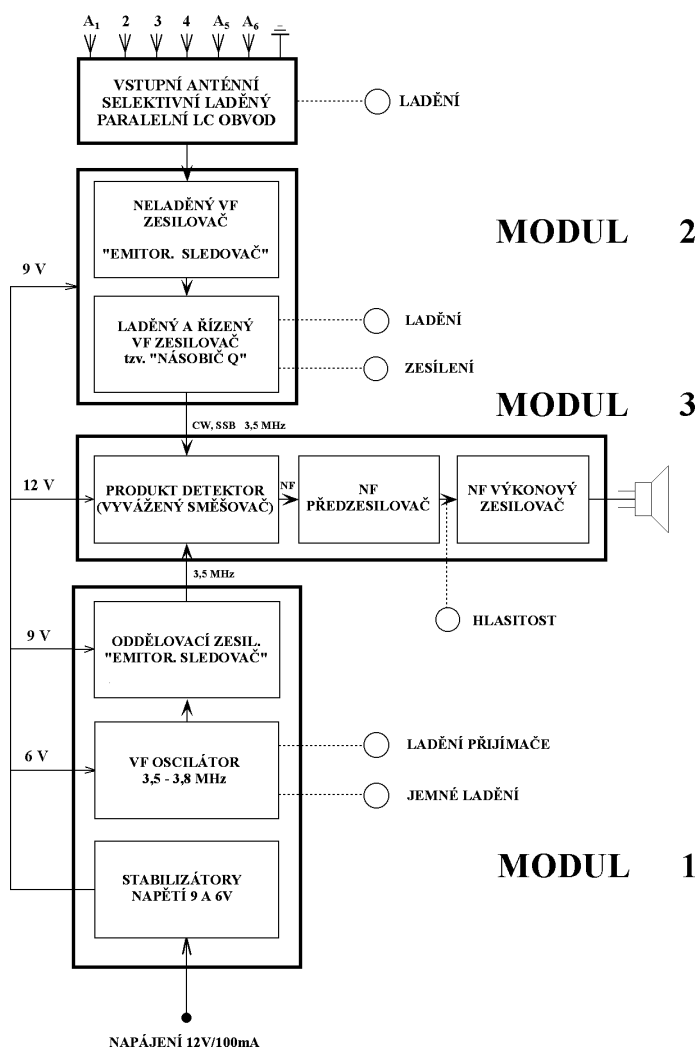 A1 2 3 4 A5 A6
VSTUPNÍ ANTÉNNÍ
SELEKTIVNÍ LADĚNÝ
PARALELNÍ LC OBVOD
LADĚNÍ
NELADĚNÝ VF
ZESILOVAČ
"EMITOR. SLEDOVAČ"
MODUL 2
9 V
LADĚNÝ A ŘÍZENÝ
VF ZESILOVAČ
tzv. "NÁSOBIČ Q"
LADĚNÍ
ZESÍLENÍ
MODUL 3
CW, SSB 3,5 MHz
12 V
PRODUKT DETEKTOR
(VYVÁŽENÝ SMĚŠOVAČ)
NF
NF
PŘEDZESILOVAČ
NF VÝKONOVÝ
ZESILOVAČ
3,5 MHz
HLASITOST
9 V
ODDĚLOVACÍ ZESIL.
"EMITOR. SLEDOVAČ"
6 V
VF OSCILÁTOR
3,5 - 3,8 MHz
LADĚNÍ PŘIJÍMAČE
JEMNÉ LADĚNÍ
MODUL 1
STABILIZÁTORY
NAPĚTÍ 9 A 6V
NAPÁJENÍ 12V/100mA